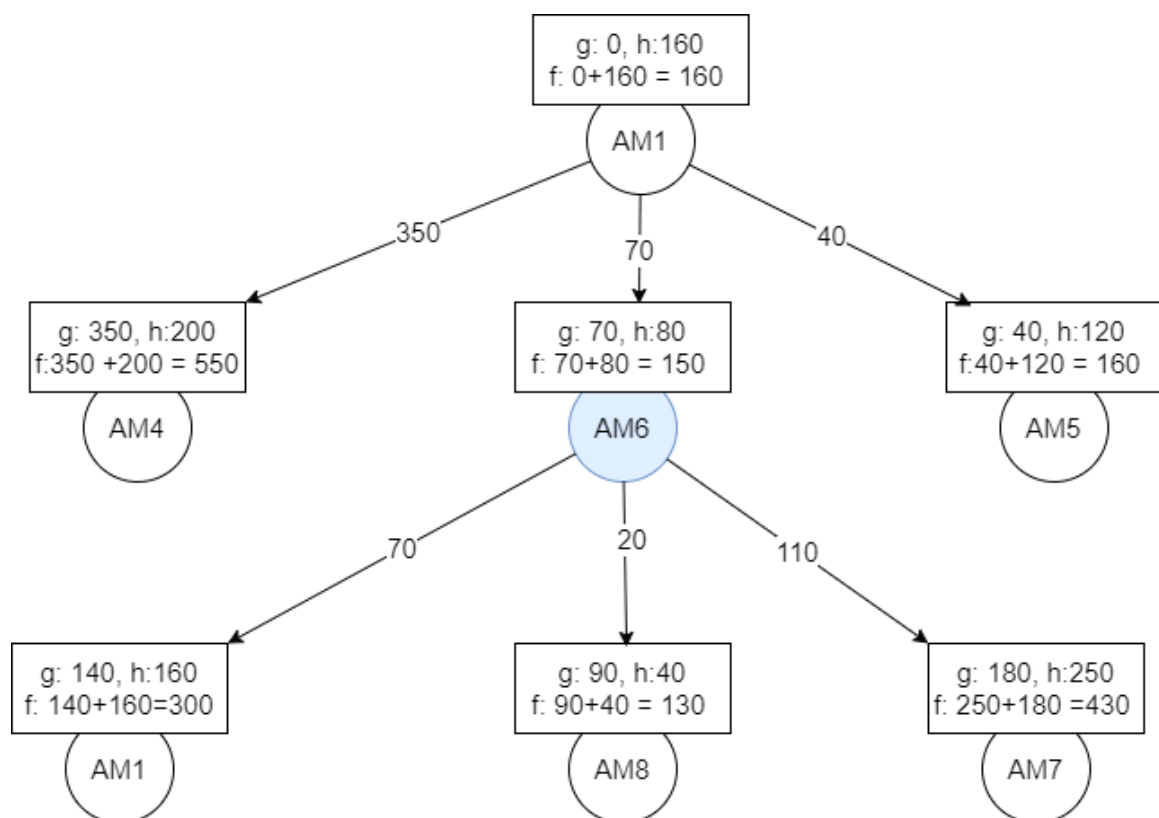 g: 0, h:160
f: 0+160 = 160
AM1
350
70
40
g: 350, h:200
f:350 +200 = 550
AM4
g: 70, h:80
f: 70+80 = 150
AM6
g: 40, h:120
f:40+120 = 160
AM5
70
20
110
g: 140, h:160
f: 140+160=300
AM1
g: 90, h:40
f: 90+40 = 130
AM8
g: 180, h:250
f: 250+180 =430
AM7